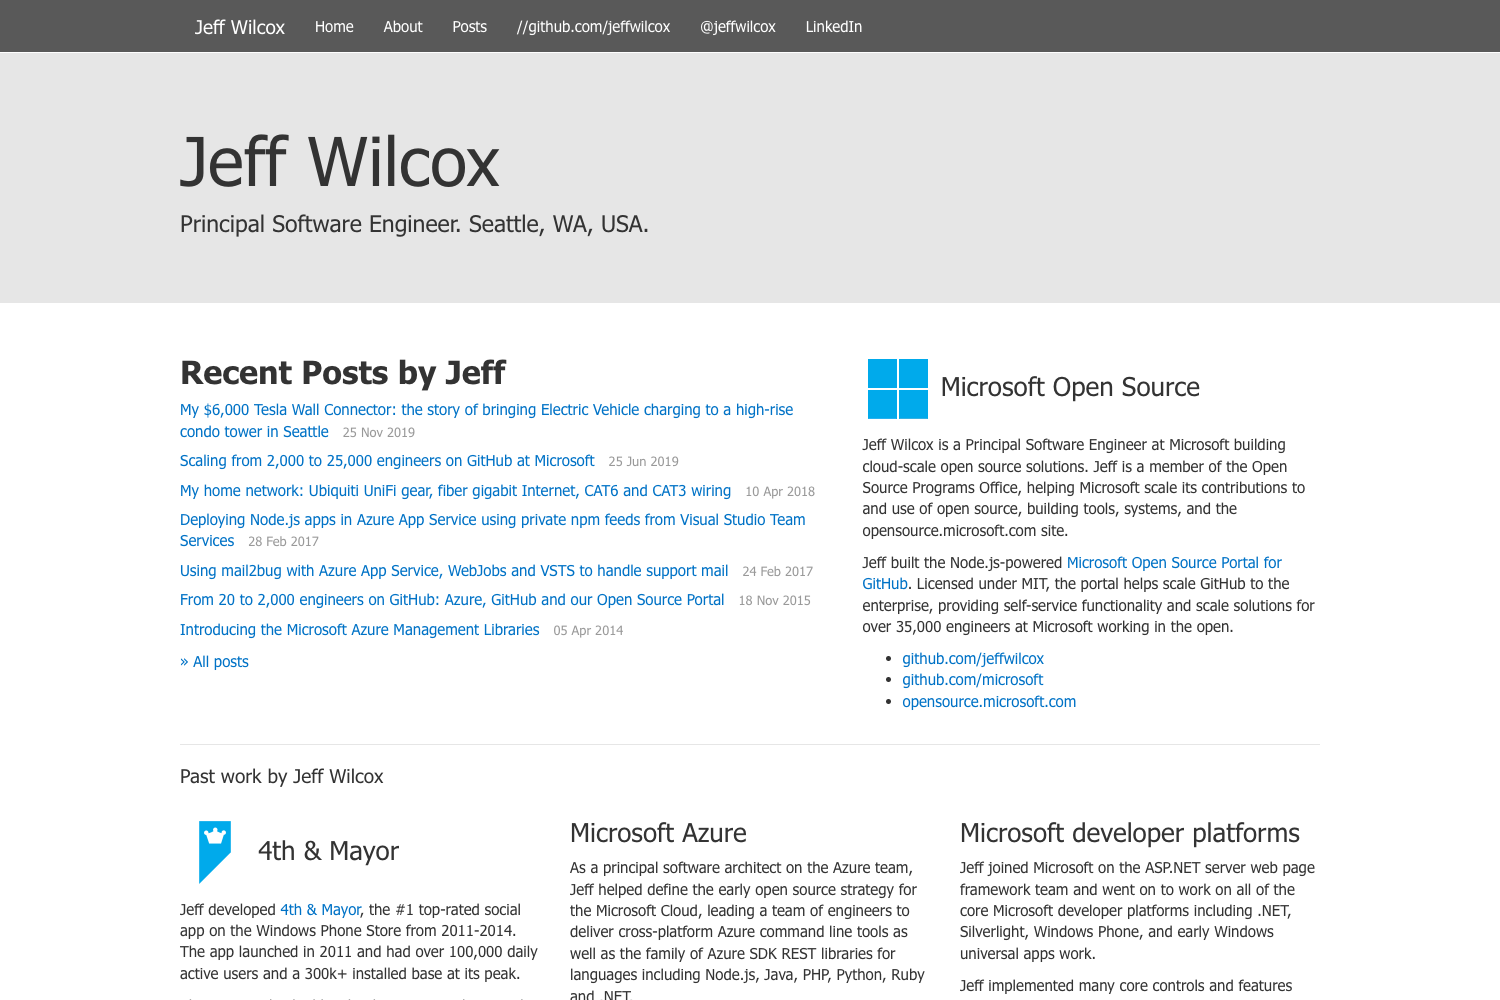 Jeff Wilcox Home About Posts //github.com/jeffwilcox @jeffwilcox LinkedIn
Jeff Wilcox
Principal Software Engineer. Seattle, WA, USA.
Recent Posts by Jeff
My $6,000 Tesla Wall Connector: the story of bringing Electric Vehicle charging to a high-rise
condo tower in Seattle 25 Nov 2019
Scaling from 2,000 to 25,000 engineers on GitHub at Microsoft 25 Jun 2019
My home network: Ubiquiti UniFi gear, fiber gigabit Internet, CAT6 and CAT3 wiring 10 Apr 2018
Deploying Node.js apps in Azure App Service using private npm feeds from Visual Studio Team
Services 28 Feb 2017
Using mail2bug with Azure App Service, WebJobs and VSTS to handle support mail 24 Feb 2017
From 20 to 2,000 engineers on GitHub: Azure, GitHub and our Open Source Portal 18 Nov 2015
Introducing the Microsoft Azure Management Libraries 05 Apr 2014
» All posts
Microsoft Open Source
Jeff Wilcox is a Principal Software Engineer at Microsoft building
cloud-scale open source solutions. Jeff is a member of the Open
Source Programs Office, helping Microsoft scale its contributions to
and use of open source, building tools, systems, and the
opensource.microsoft.com site.
Jeff built the Node.js-powered Microsoft Open Source Portal for
GitHub. Licensed under MIT, the portal helps scale GitHub to the
enterprise, providing self-service functionality and scale solutions for
over 35,000 engineers at Microsoft working in the open.
• github.com/jeffwilcox
• github.com/microsoft
• opensource.microsoft.com
Past work by Jeff Wilcox
4th & Mayor
Jeff developed 4th & Mayor, the #1 top-rated social
app on the Windows Phone Store from 2011-2014.
The app launched in 2011 and had over 100,000 daily
active users and a 300k+ installed base at its peak.
Microsoft Azure
As a principal software architect on the Azure team,
Jeff helped define the early open source strategy for
the Microsoft Cloud, leading a team of engineers to
deliver cross-platform Azure command line tools as
well as the family of Azure SDK REST libraries for
languages including Node.js, Java, PHP, Python, Ruby
and .NET.
Microsoft developer platforms
Jeff joined Microsoft on the ASP.NET server web page
framework team and went on to work on all of the
core Microsoft developer platforms including .NET,
Silverlight, Windows Phone, and early Windows
universal apps work.
Jeff implemented many core controls and features